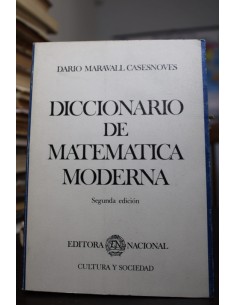 DARIO MARAVALL CASESNOVES
DICCIONARIO
DE
MATEMATICA
MODERNA
Segunda edición
EDITORA NACIONAL
CULTURA Y SOCIEDAD